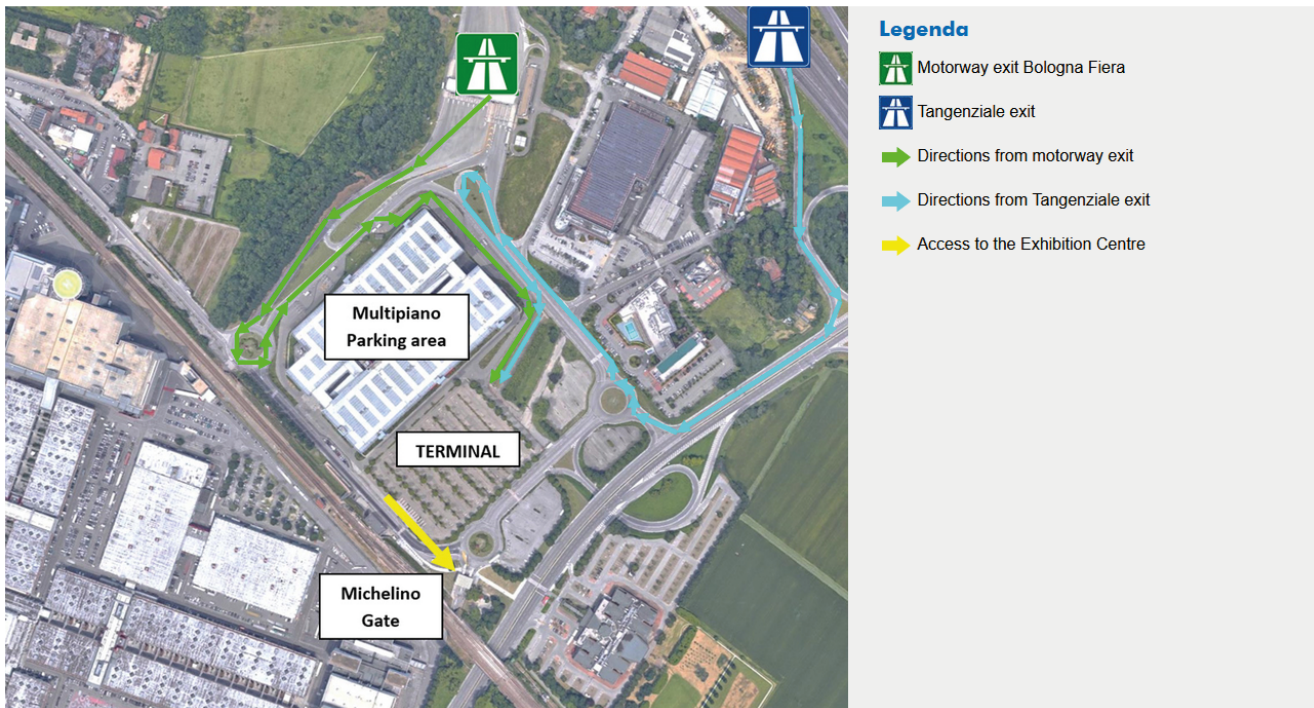 Multipiano
Parking area
TERMINAL
Michelino
Gate
Legenda
Motorway exit Bologna Fiera
Tangenziale exit
Directions from motorway exit
Directions from Tangenziale exit
Access to the Exhibition Centre